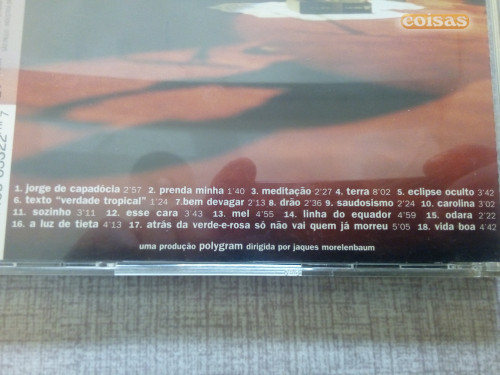 coisas
1. jorge de capadócia 2'57 2. prenda minha 1'40 3. meditação 2'27 4. terra 8'02 5. eclipse oculto 3'42
6. texto "verdade tropical" 1'24 7.bem devagar 2'13 8. drão 2'36 9. saudosismo 2'24 10. carolina 3'02
11. sozinho 3'11 12. esse cara 3'43 13. mel 4'55 14. linha do equador 4'59 15. odara 2'22
16. a luz de tieta 4'13 17. atrás da verde-e-rosa só não vai quem já morreu 5'05 18. vida boa 4'42
uma produção polygram dirigida por jaques morelenbaum